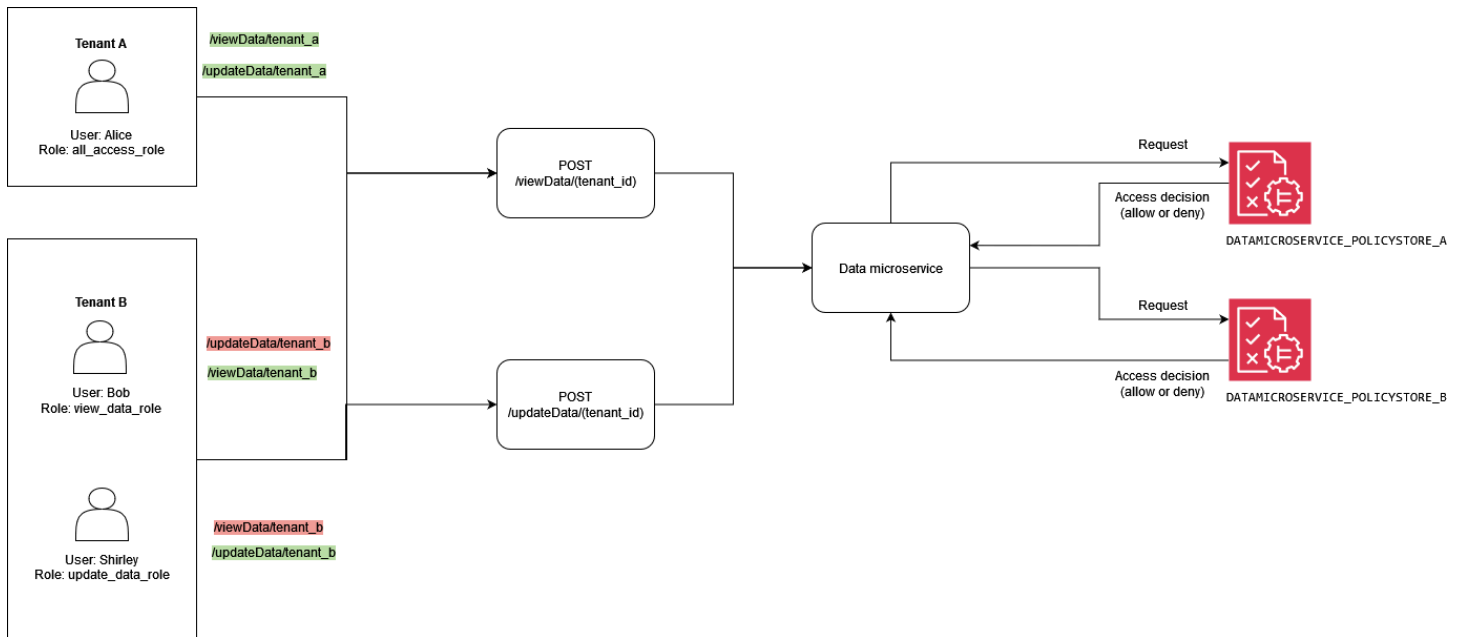 Tenant A
User: Alice
Role: all_access_role
/viewData/tenant_a
/updateData/tenant_a
Tenant B
User: Bob
Role: view_data_role
/updateData/tenant_b
/viewData/tenant_b
User: Shirley
Role: update_data_role
/viewData/tenant_b
/updateData/tenant_b
POST
/viewData/(tenant_id)
POST
/updateData/(tenant_id)
Data microservice
Request
Access decision
(allow or deny)
DATAMICROSERVICE_POLICYSTORE_A
Request
Access decision
(allow or deny)
DATAMICROSERVICE_POLICYSTORE_B